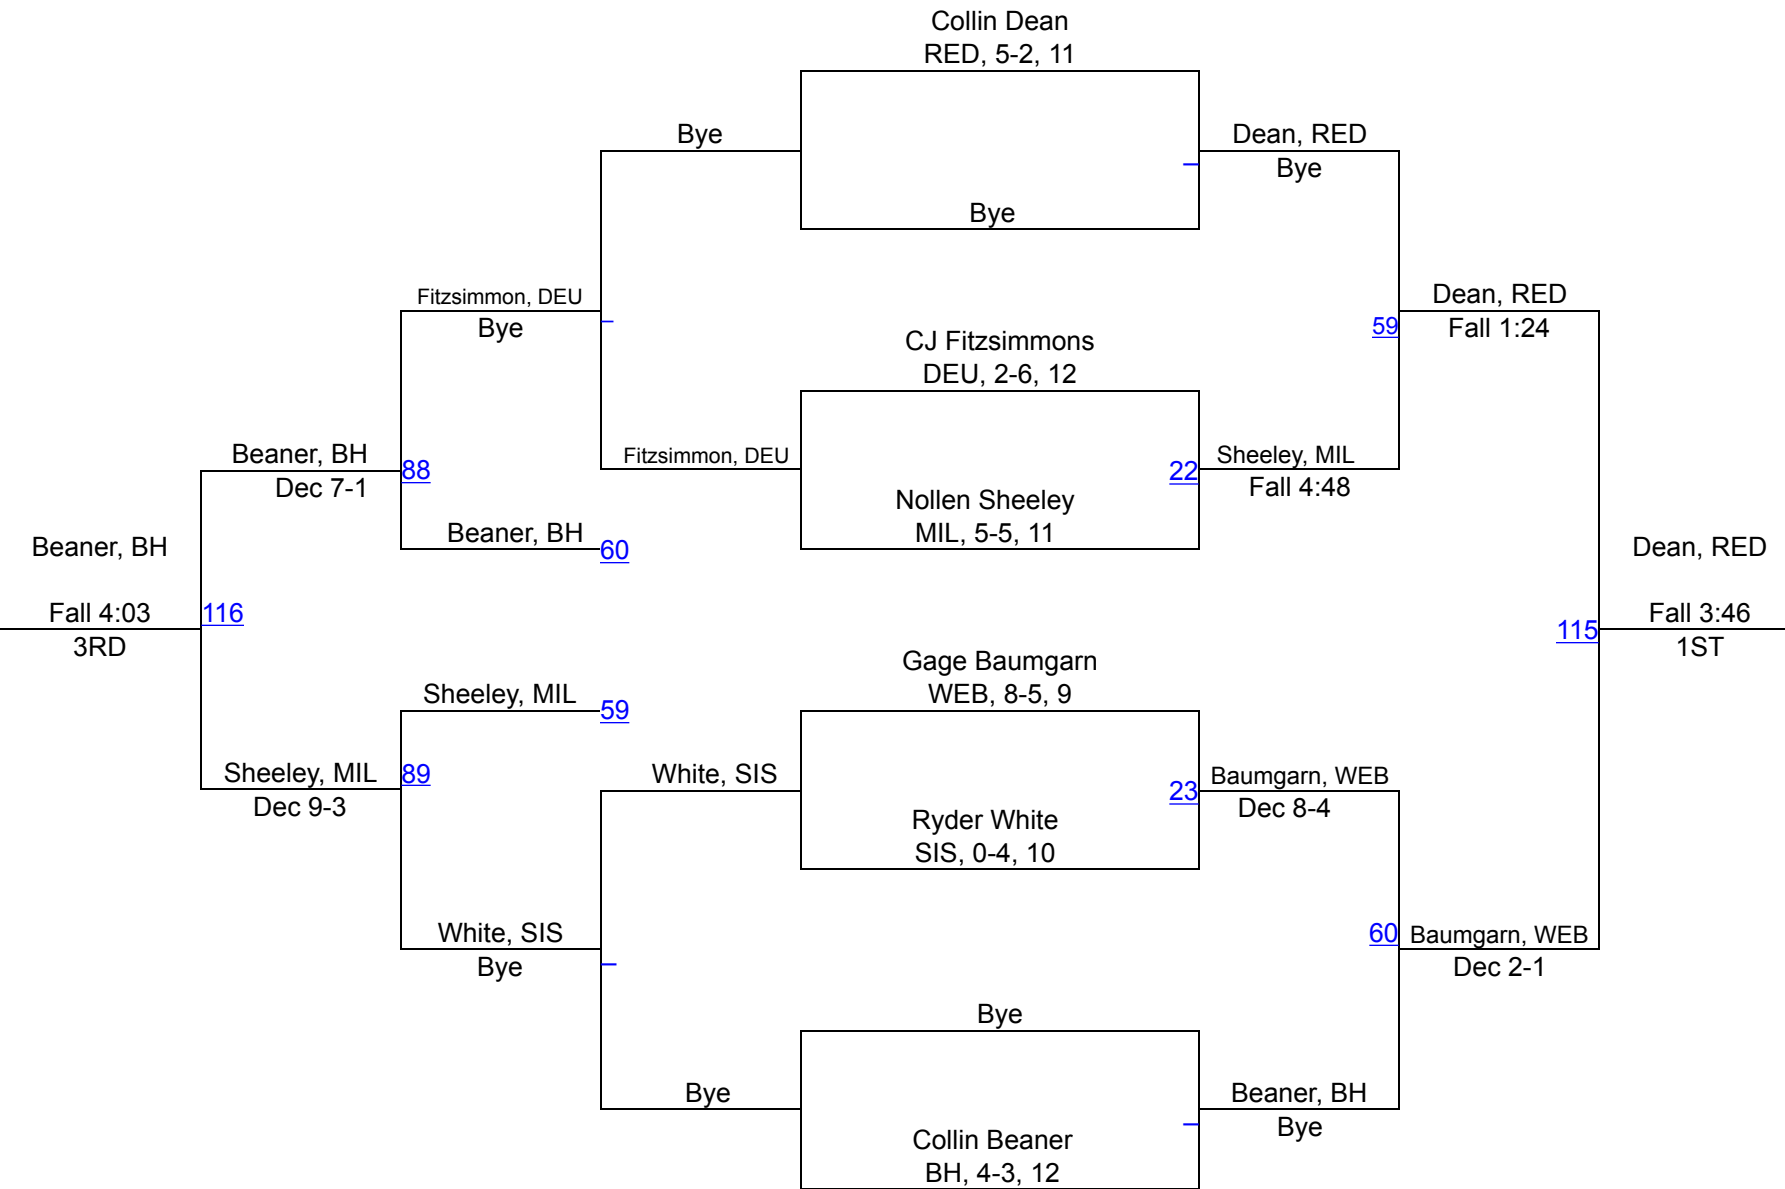 Collin Dean
RED, 5-2, 11
Bye
Dean, RED
Bye
Bye
Fitzsimmon, DEU
Bye
Dean, RED
59
Fall 1:24
CJ Fitzsimmons
DEU, 2-6, 12
Beaner, BH
88
Dec 7-1
Fitzsimmon, DEU
22
Sheeley, MIL
Fall 4:48
Nollen Sheeley
MIL, 5-5, 11
Beaner, BH
60
Beaner, BH
Dean, RED
Fall 4:03
116
3RD
115
Fall 3:46
1ST
Gage Baumgarn
WEB, 8-5, 9
Sheeley, MIL
59
Sheeley, MIL
89
Dec 9-3
White, SIS
23
Baumgarn, WEB
Dec 8-4
Ryder White
SIS, 0-4, 10
White, SIS
Bye
60
Baumgarn, WEB
Dec 2-1
Bye
Bye
Beaner, BH
Bye
Collin Beaner
BH, 4-3, 12